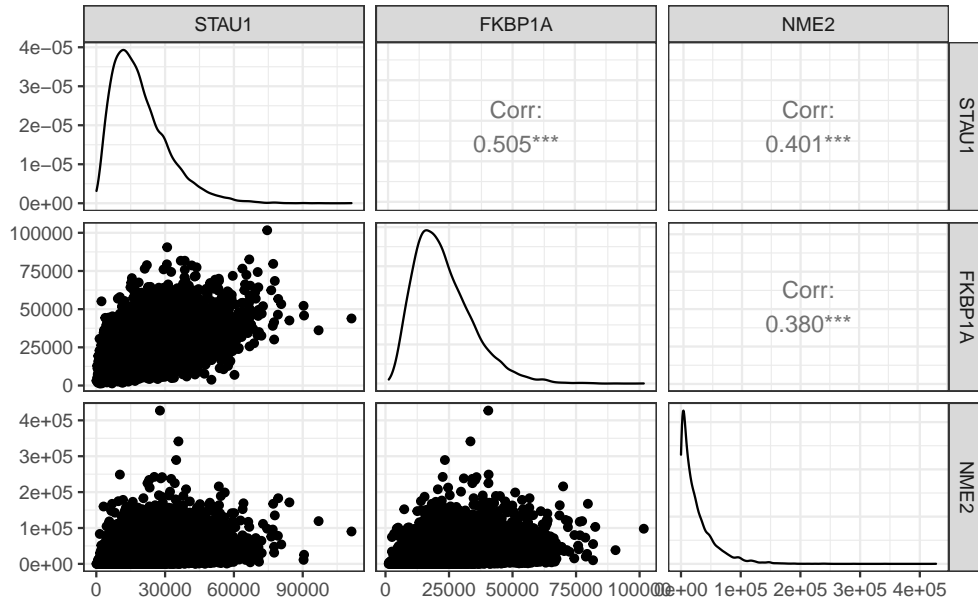 STAU1
FKBP1A
NME2
4e−05
3e−05
2e−05
1e−05
0e+00
Corr:
0.505***
Corr:
0.401***
STAU1
100000
75000
50000
25000
0
Corr:
0.380***
FKBP1A
4e+05
3e+05
2e+05
1e+05
0e+00
NME2
0 30000 60000 90000
0 25000 50000 75000 100000
0e+00 1e+05 2e+05 3e+05 4e+05